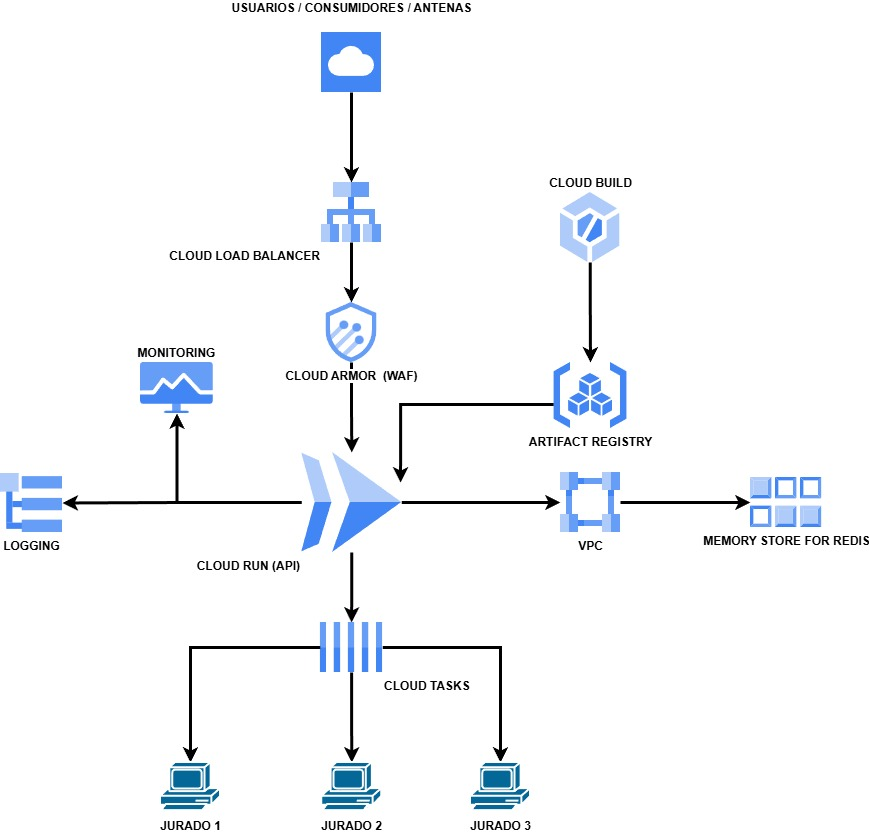 USUARIOS / CONSUMIDORES / ANTENAS
CLOUD BUILD
CLOUD LOAD BALANCER
MONITORING
CLOUD ARMOR (WAF)
ARTIFACT REGISTRY
LOGGING
CLOUD RUN (API)
VPC
MEMORY STORE FOR REDIS
CLOUD TASKS
JURADO 1
JURADO 2
JURADO 3